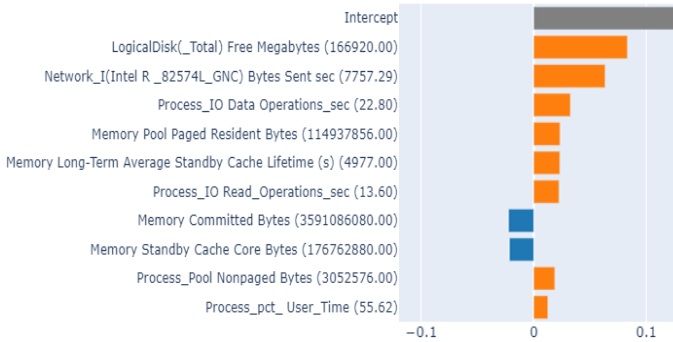 Intercept
LogicalDisk(_Total) Free Megabytes (166920.00)
Network_I(Intel R _82574L_GNC) Bytes Sent sec (7757.29)
Process_IO Data Operations_sec (22.80)
Memory Pool Paged Resident Bytes (114937856.00)
Memory Long-Term Average Standby Cache Lifetime (s) (4977.00)
Process_IO Read_Operations_sec (13.60)
Memory Committed Bytes (3591086080.00)
Memory Standby Cache Core Bytes (176762880.00)
Process_Pool Nonpaged Bytes (3052576.00)
Process_pct_ User_Time (55.62)
−0.1 0 0.1